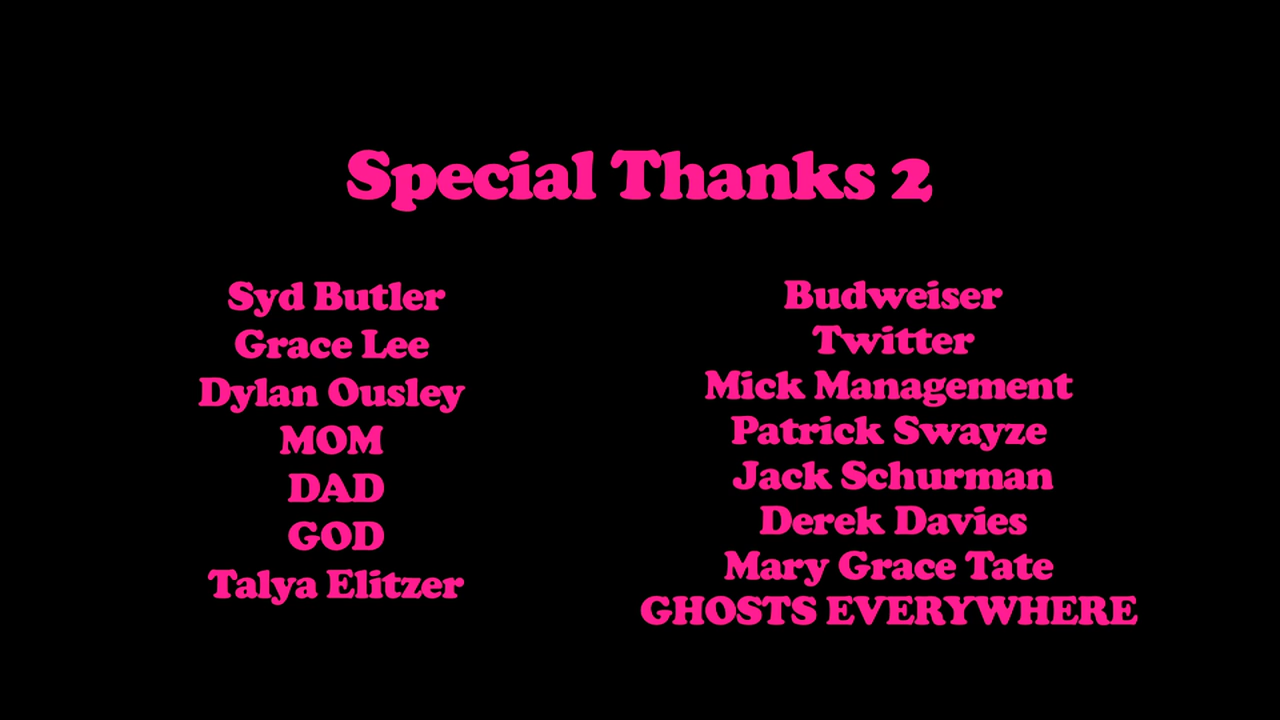 Special Thanks 2
Syd Butler
Grace Lee
Dylan Ousley
MOM
DAD
GOD
Talya Elitzer
Budweiser
Twitter
Mick Management
Patrick Swayze
Jack Schurman
Derek Davies
Mary Grace Tate
GHOSTS EVERYWHERE